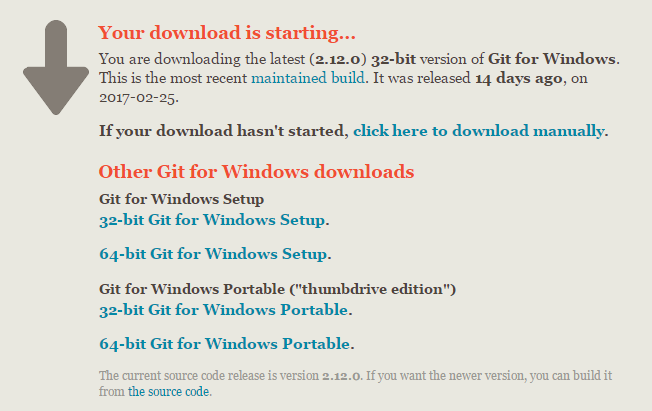 Your download is starting...
You are downloading the latest (2.12.0) 32-bit version of Git for Windows.
This is the most recent maintained build. It was released 14 days ago, on
2017-02-25.
If your download hasn't started, click here to download manually.
Other Git for Windows downloads
Git for Windows Setup
32-bit Git for Windows Setup.
64-bit Git for Windows Setup.
Git for Windows Portable ("thumbdrive edition")
32-bit Git for Windows Portable.
64-bit Git for Windows Portable.
The current source code release is version 2.12.0. If you want the newer version, you can build it
from the source code.